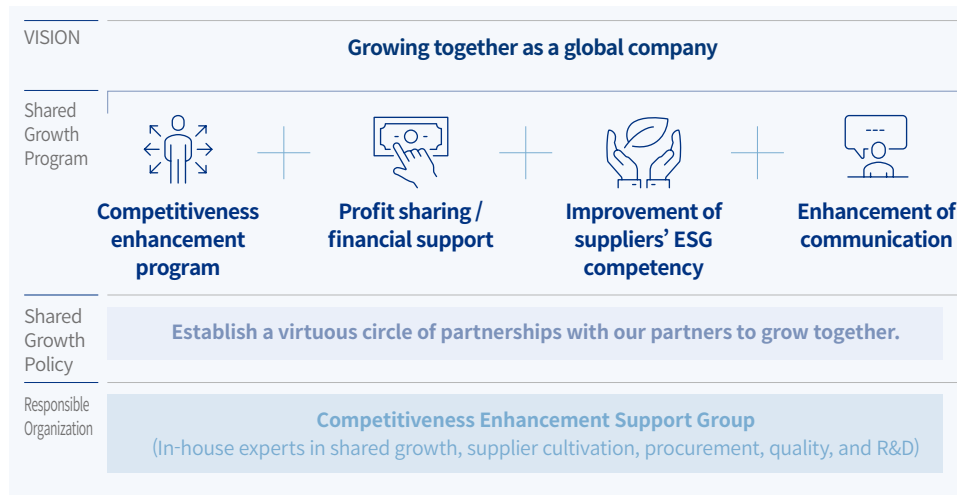 VISION
Growing together as a global company
Shared
Growth
Program
Competitiveness
enhancement
program
Profit sharing /
financial support
Improvement of
suppliers’ ESG
competency
Enhancement of
communication
Shared
Growth
Policy
Establish a virtuous circle of partnerships with our partners to grow together.
Responsible
Organization
Competitiveness Enhancement Support Group
(In-house experts in shared growth, supplier cultivation, procurement, quality, and R&D)